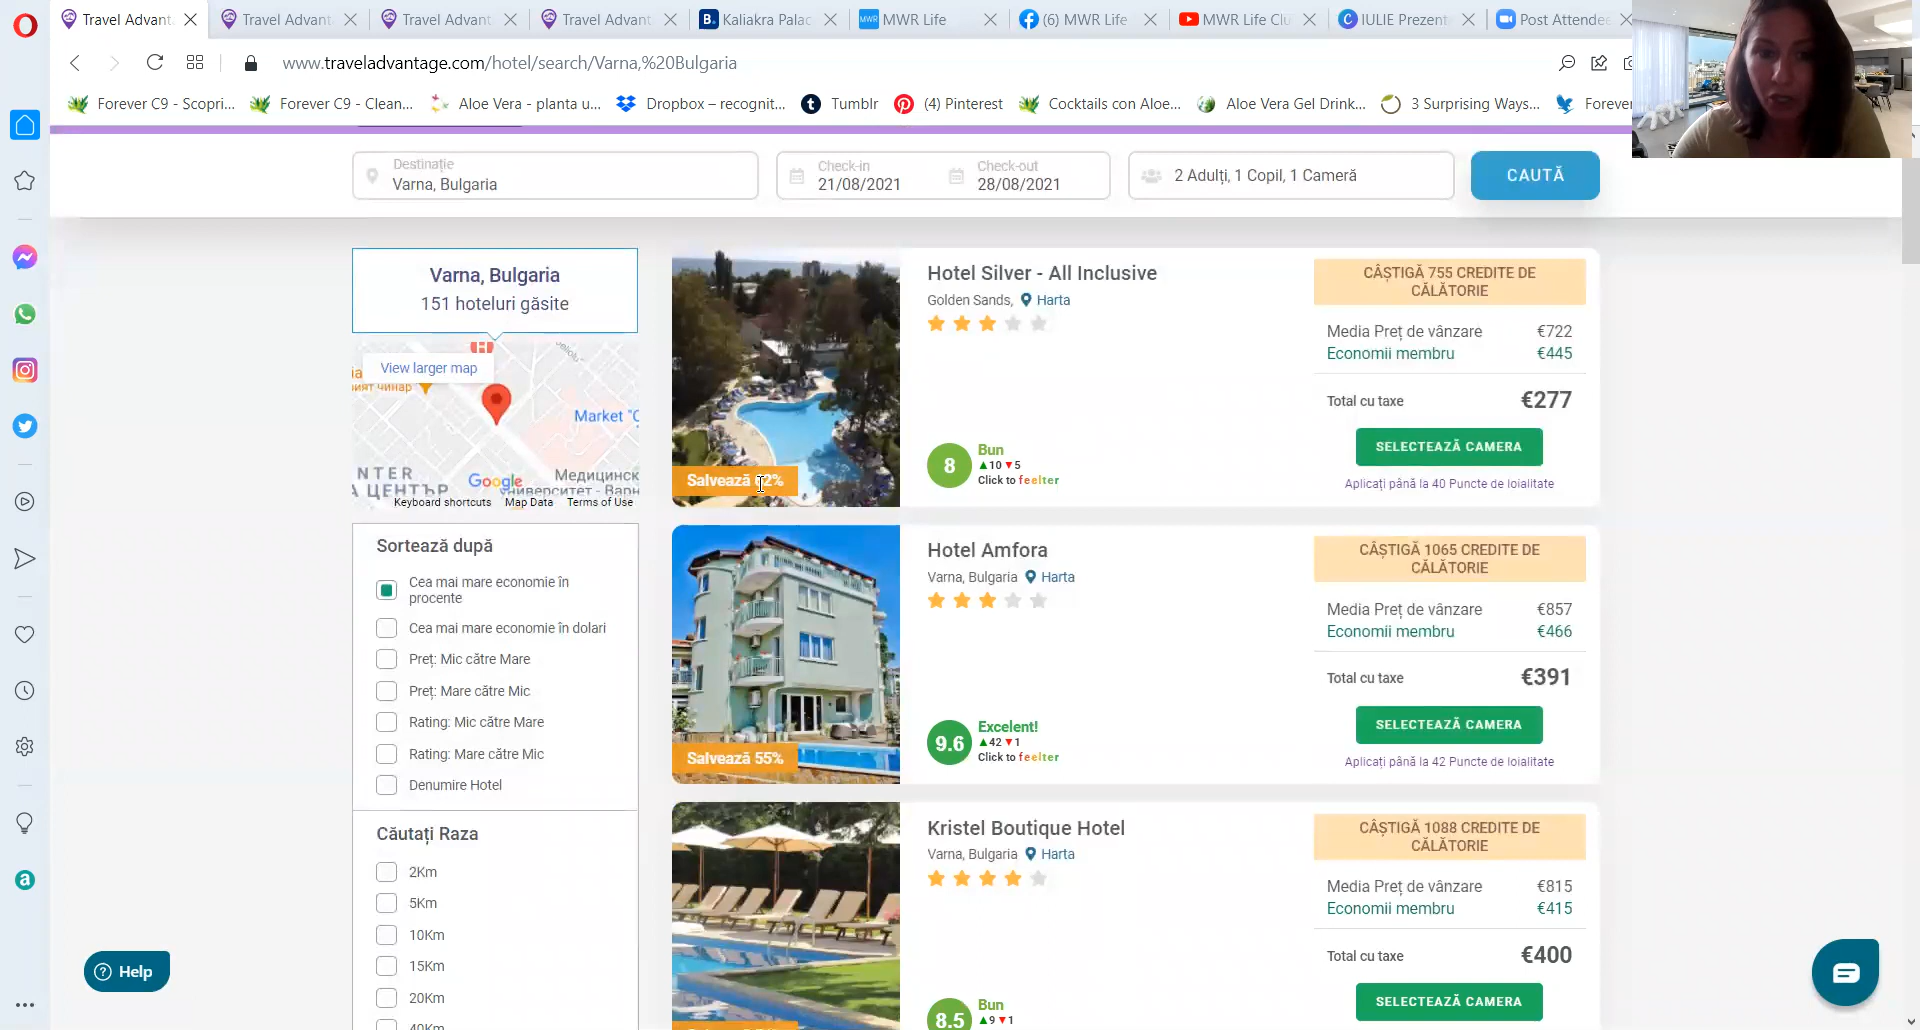 Travel Advant
Travel Advant
Travel Advant
Travel Advant
Kaliakra Palac
MWR Life
(6) MWR Life
MWR Life Clu
IULIE Prezent
Post Attendee
www.traveladvantage.com/hotel/search/Varna,%20Bulgaria
Forever C9 - Scopri...
Forever C9 - Clean...
Aloe Vera - planta u...
Dropbox – recognit...
Tumblr
(4) Pinterest
Cocktails con Aloe...
Aloe Vera Gel Drink...
3 Surprising Ways...
Forever
Destinație
Varna, Bulgaria
Check-in
21/08/2021
Check-out
28/08/2021
2 Adulți, 1 Copil, 1 Cameră
CAUTĂ
Varna, Bulgaria
151 hoteluri găsite
View larger map
Market "C
NTER
Google
Keyboard shortcuts
Map Data
Terms of Use
Sortează după
Cea mai mare economie în
procente
Cea mai mare economie în dolari
Preț: Mic către Mare
Preț: Mare către Mic
Rating: Mic către Mare
Rating: Mare către Mic
Denumire Hotel
Căutați Raza
2Km
5Km
10Km
15Km
20Km
40Km
Hotel Silver - All Inclusive
Golden Sands,
Harta
Salvează
8
Bun
10 5
Click to feelter
CÂȘTIGĂ 755 CREDITE DE
CĂLĂTORIE
Media Preț de vânzare €722
Economii membru €445
Total cu taxe €277
SELECTEAZĂ CAMERA
Aplicați până la 40 Puncte de loialitate
Hotel Amfora
Varna, Bulgaria
Harta
Salvează 55%
9.6
Excelent!
42 1
Click to feelter
CÂȘTIGĂ 1065 CREDITE DE
CĂLĂTORIE
Media Preț de vânzare €857
Economii membru €466
Total cu taxe €391
SELECTEAZĂ CAMERA
Aplicați până la 42 Puncte de loialitate
Kristel Boutique Hotel
Varna, Bulgaria
Harta
8.5
Bun
9 1
CÂȘTIGĂ 1088 CREDITE DE
CĂLĂTORIE
Media Preț de vânzare €815
Economii membru €415
Total cu taxe €400
SELECTEAZĂ CAMERA
Help